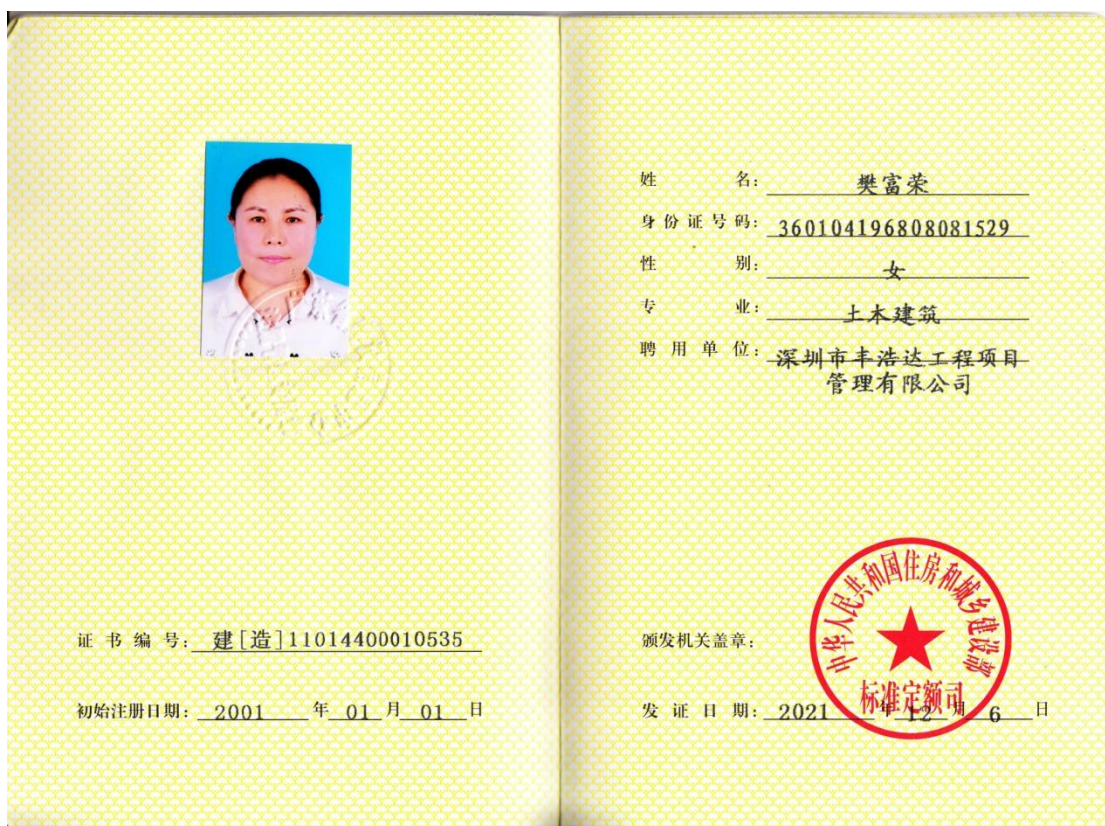 姓 名: 樊富荣
身份证号码: 360104196808081529
性 别: 女
专 业: 土木建筑
聘用单位: 深圳市丰浩达工程项目
管理有限公司
证书编号: 建[造]11014400010535
初始注册日期: 2001 年 01 月 01 日
颁发机关盖章:
中华人民共和国住房和城乡建设部
标准定额司
发证日期: 2021 年 12 月 6 日